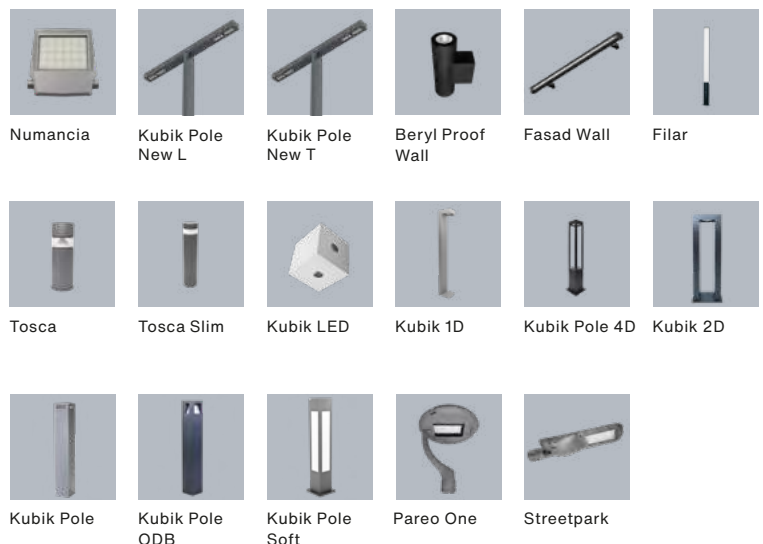 Numancia
Kubik Pole
New L
Kubik Pole
New T
Beryl Proof
Wall
Fasad Wall
Filar
Tosca
Tosca Slim
Kubik LED
Kubik 1D
Kubik Pole 4D
Kubik 2D
Kubik Pole
Kubik Pole
ODB
Kubik Pole
Soft
Pareo One
Streetpark